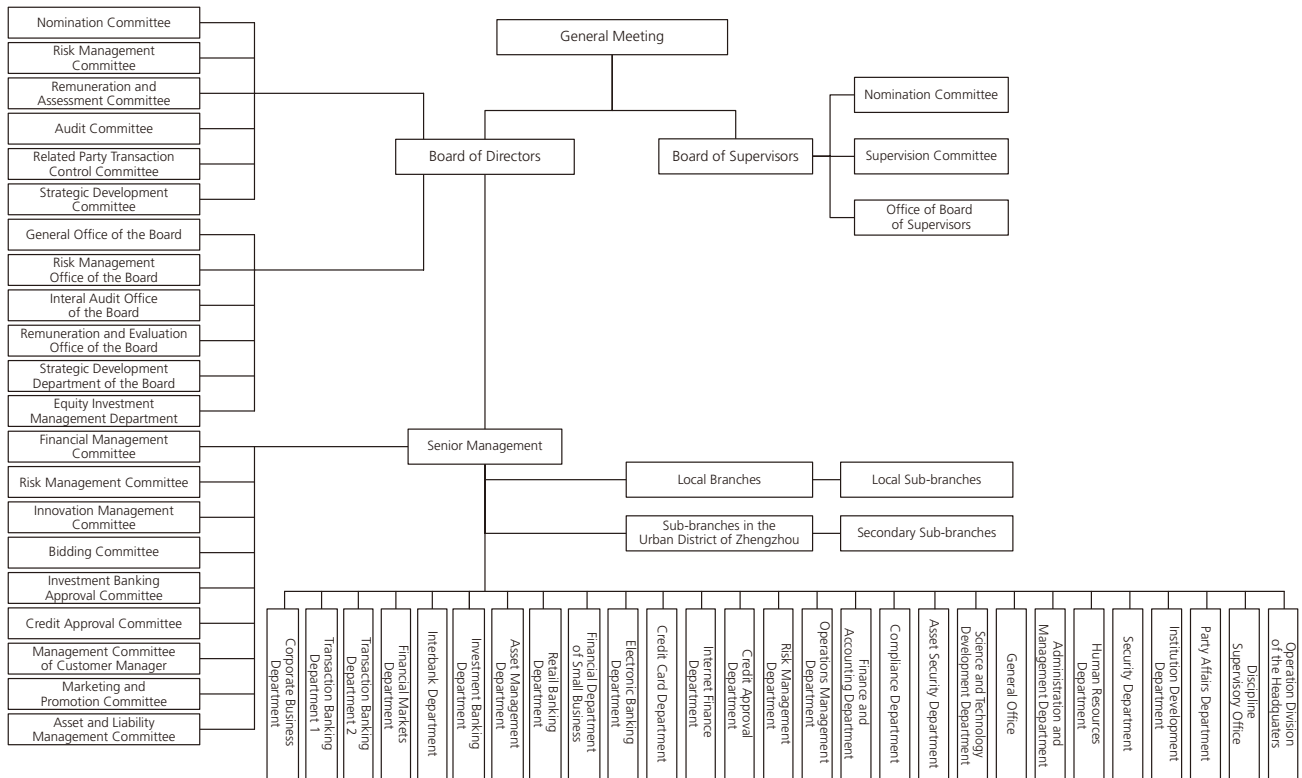 Nomination Committee
Risk Management
Committee
Remuneration and
Assessment Committee
Audit Committee
Related Party Transaction
Control Committee
Strategic Development
Committee
General Office of the Board
Risk Management
Office of the Board
Interal Audit Office
of the Board
Remuneration and Evaluation
Office of the Board
Strategic Development
Department of the Board
Equity Investment
Management Department
Financial Management
Committee
Risk Management Committee
Innovation Management
Committee
Bidding Committee
Investment Banking
Approval Committee
Credit Approval Committee
Management Committee
of Customer Manager
Marketing and
Promotion Committee
Asset and Liability
Management Committee
General Meeting
Board of Directors
Board of Supervisors
Nomination Committee
Supervision Committee
Office of Board
of Supervisors
Senior Management
Local Branches
Local Sub-branches
Sub-branches in the
Urban District of Zhengzhou
Secondary Sub-branches
Corporate Business
Department
Transaction Banking
Department 1
Transaction Banking
Department 2
Financial Markets
Department
Interbank Department
Investment Banking
Department
Asset Management
Department
Retail Banking
Department
Financial Department
of Small Business
Electronic Banking
Department
Credit Card Department
Internet Finance
Department
Credit Approval
Department
Risk Management
Department
Operations Management
Department
Finance and
Accounting Department
Compliance Department
Asset Security Department
Science and Technology
Development Department
General Office
Administration and
Management Department
Human Resources
Department
Security Department
Institution Development
Department
Party Affairs Department
Discipline
Supervisory Office
Operation Division
of the Headquaters